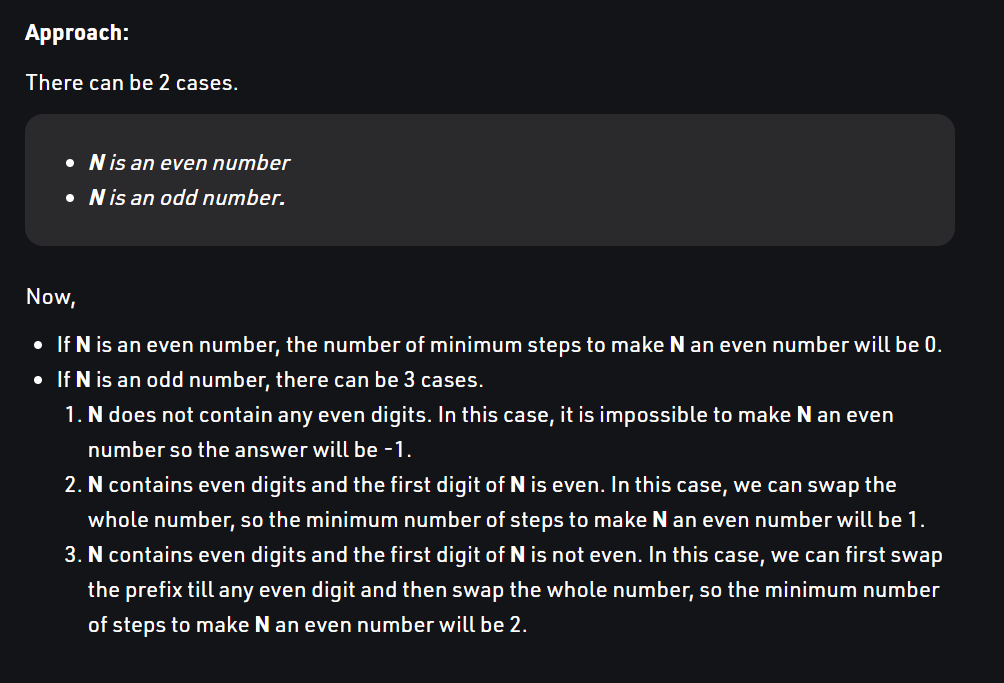 Approach:
There can be 2 cases.
• N is an even number
• N is an odd number.
Now,
• If N is an even number, the number of minimum steps to make N an even number will be 0.
• If N is an odd number, there can be 3 cases.
1. N does not contain any even digits. In this case, it is impossible to make N an even
number so the answer will be -1.
2. N contains even digits and the first digit of N is even. In this case, we can swap the
whole number, so the minimum number of steps to make N an even number will be 1.
3. N contains even digits and the first digit of N is not even. In this case, we can first swap
the prefix till any even digit and then swap the whole number, so the minimum number
of steps to make N an even number will be 2.